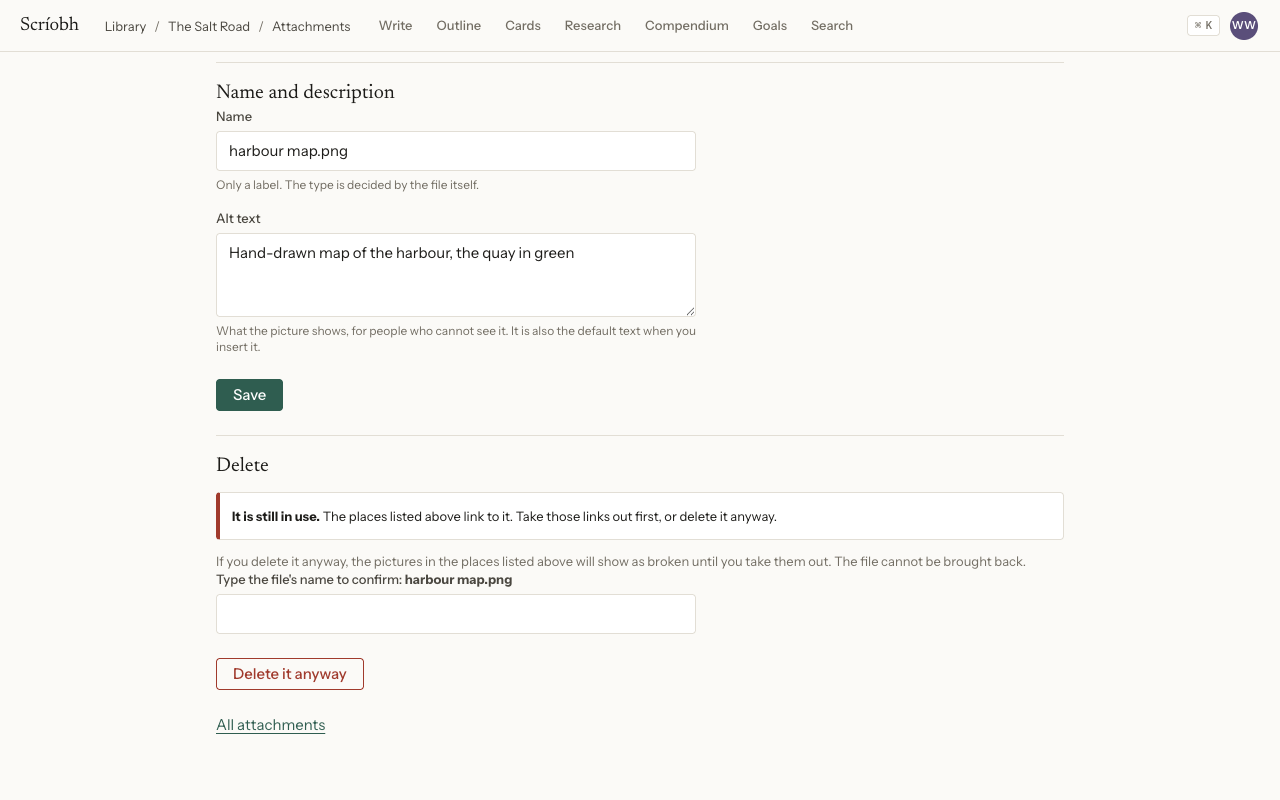 Scríobh
Library / The Salt Road / Attachments
Write
Outline
Cards
Research
Compendium
Goals
Search
⌘ K
WW
Name and description
Name
harbour map.png
Only a label. The type is decided by the file itself.
Alt text
Hand-drawn map of the harbour, the quay in green
What the picture shows, for people who cannot see it. It is also the default text when you
insert it.
Save
Delete
It is still in use. The places listed above link to it. Take those links out first, or delete it anyway.
If you delete it anyway, the pictures in the places listed above will show as broken until you take them out. The file cannot be brought back.
Type the file's name to confirm: harbour map.png
Delete it anyway
All attachments